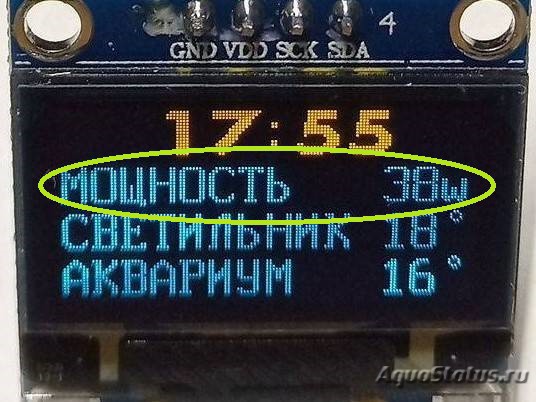 GND VDD SCK SDA 4
17:55
МОЩНОСТЬ 38w
СВЕТИЛЬНИК 18°
АКВАРИУМ 16°
AquaStatus.ru